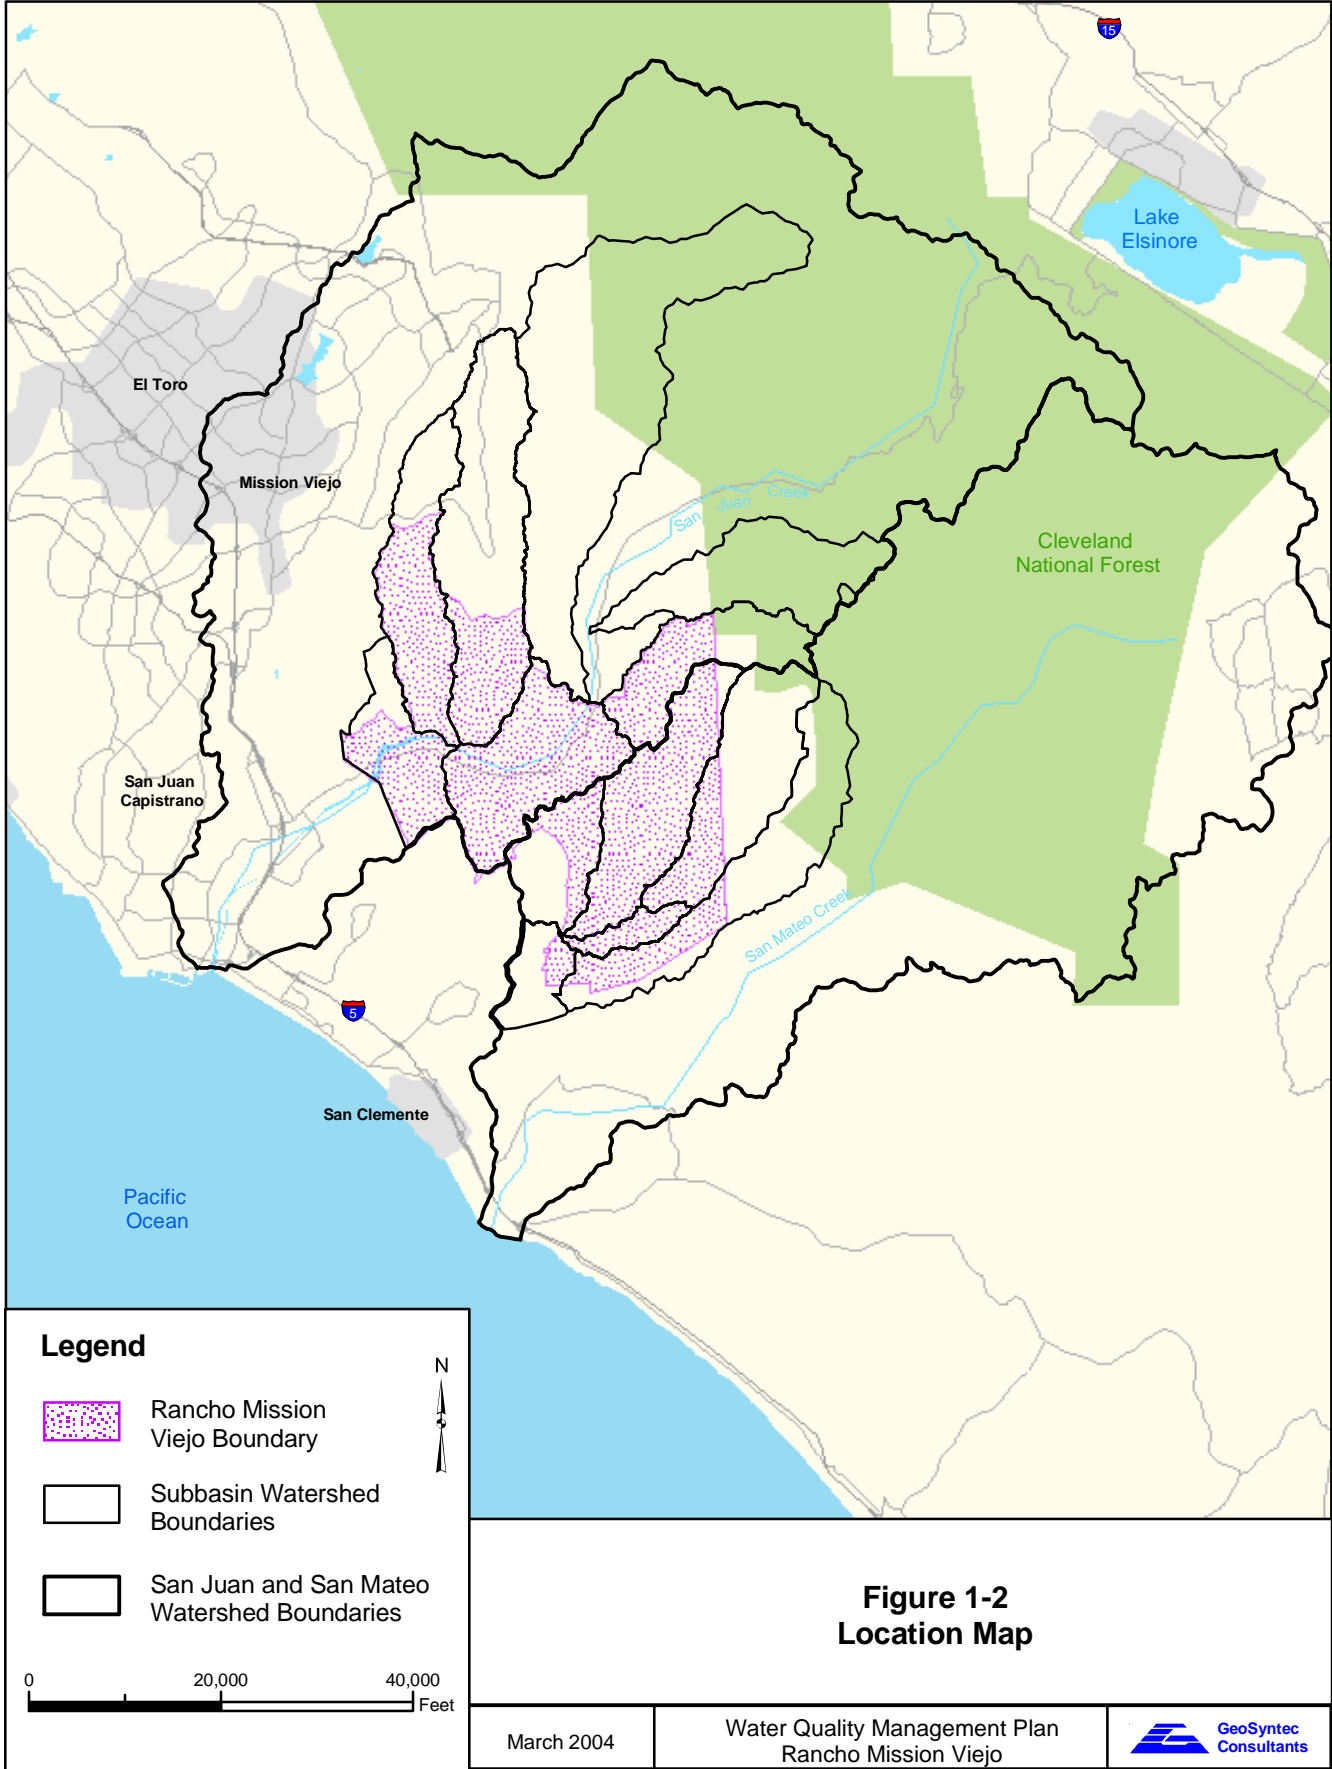 15
Lake
Elsinore
El Toro
Mission Viejo
San Juan Creek
Cleveland
National Forest
San Juan
Capistrano
San Mateo Creek
5
San Clemente
Pacific
Ocean
Legend
N
Rancho Mission
Viejo Boundary
Subbasin Watershed
Boundaries
San Juan and San Mateo
Watershed Boundaries
0 20,000 40,000
Feet
Figure 1-2
Location Map
March 2004
Water Quality Management Plan
Rancho Mission Viejo
GeoSyntec
Consultants